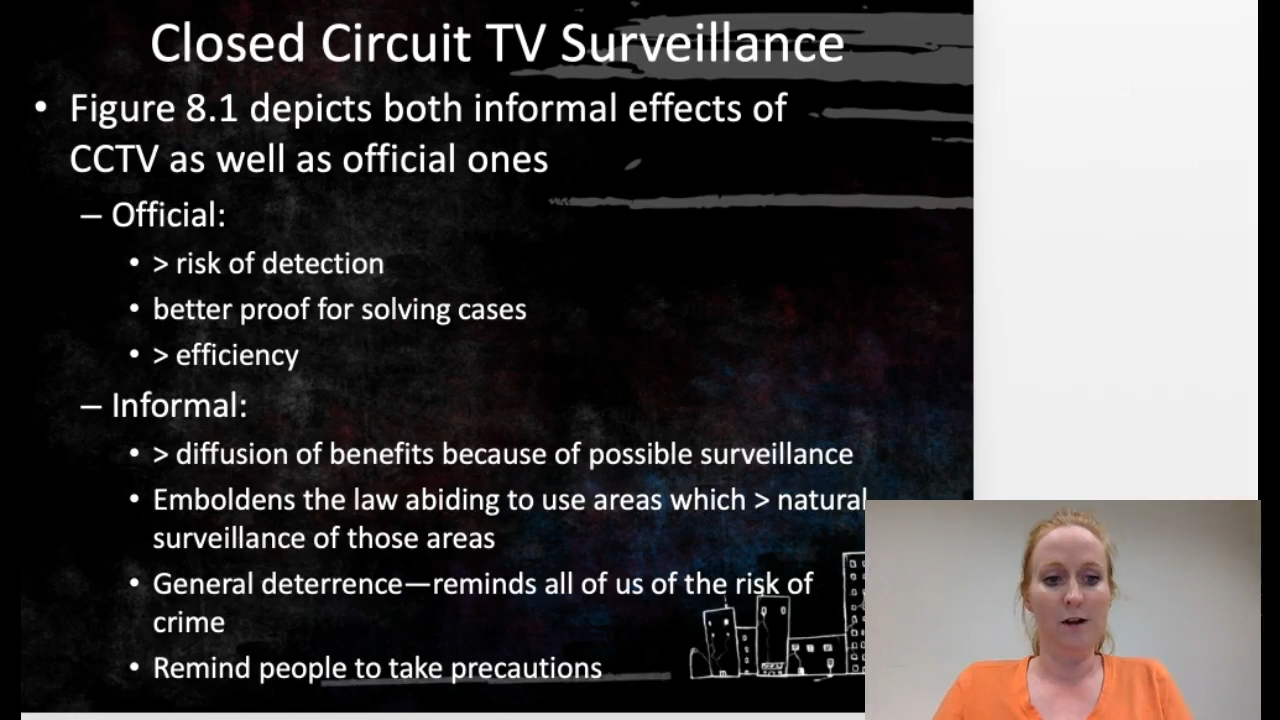 Closed Circuit TV Surveillance
• Figure 8.1 depicts both informal effects of
CCTV as well as official ones
– Official:
• > risk of detection
• better proof for solving cases
• > efficiency
– Informal:
• > diffusion of benefits because of possible surveillance
• Emboldens the law abiding to use areas which > natural
surveillance of those areas
• General deterrence—reminds all of us of the risk of
crime
• Remind people to take precautions